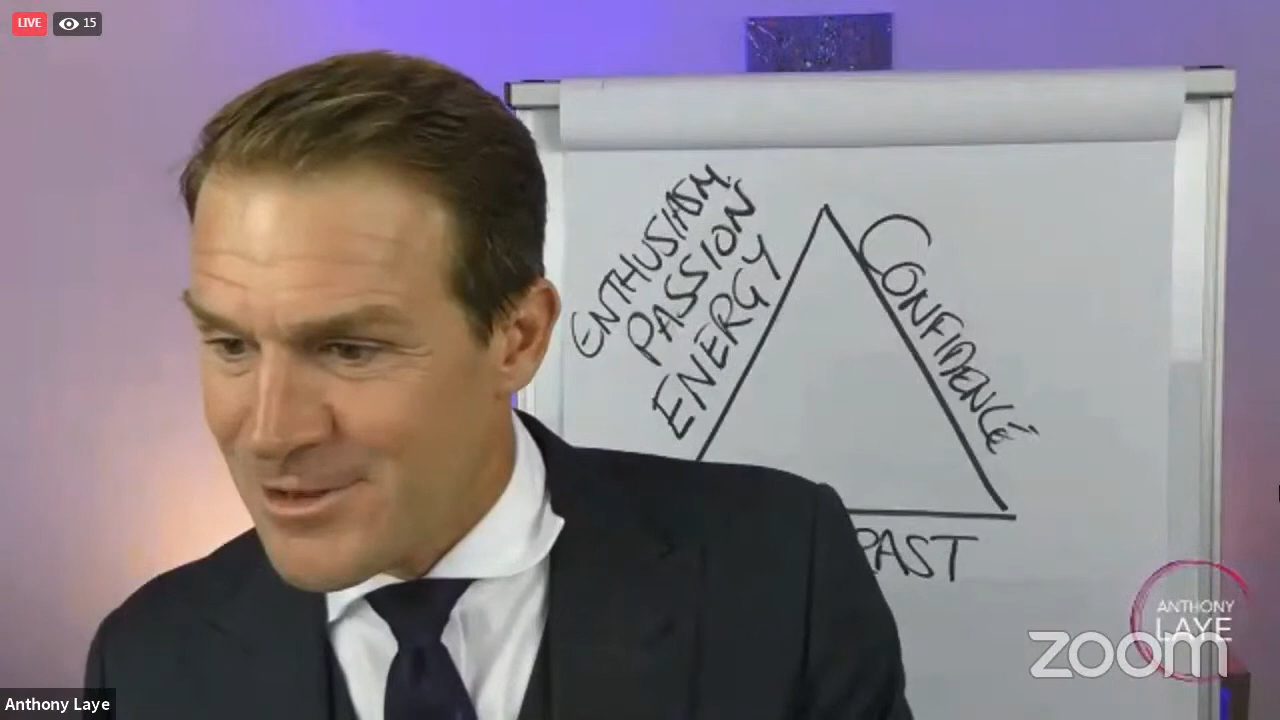 LIVE 15
ENTHUSIASM
PASSION
ENERGY
CONFIDENCE
PAST
ANTHONY
LAYE
zoom
Anthony Laye